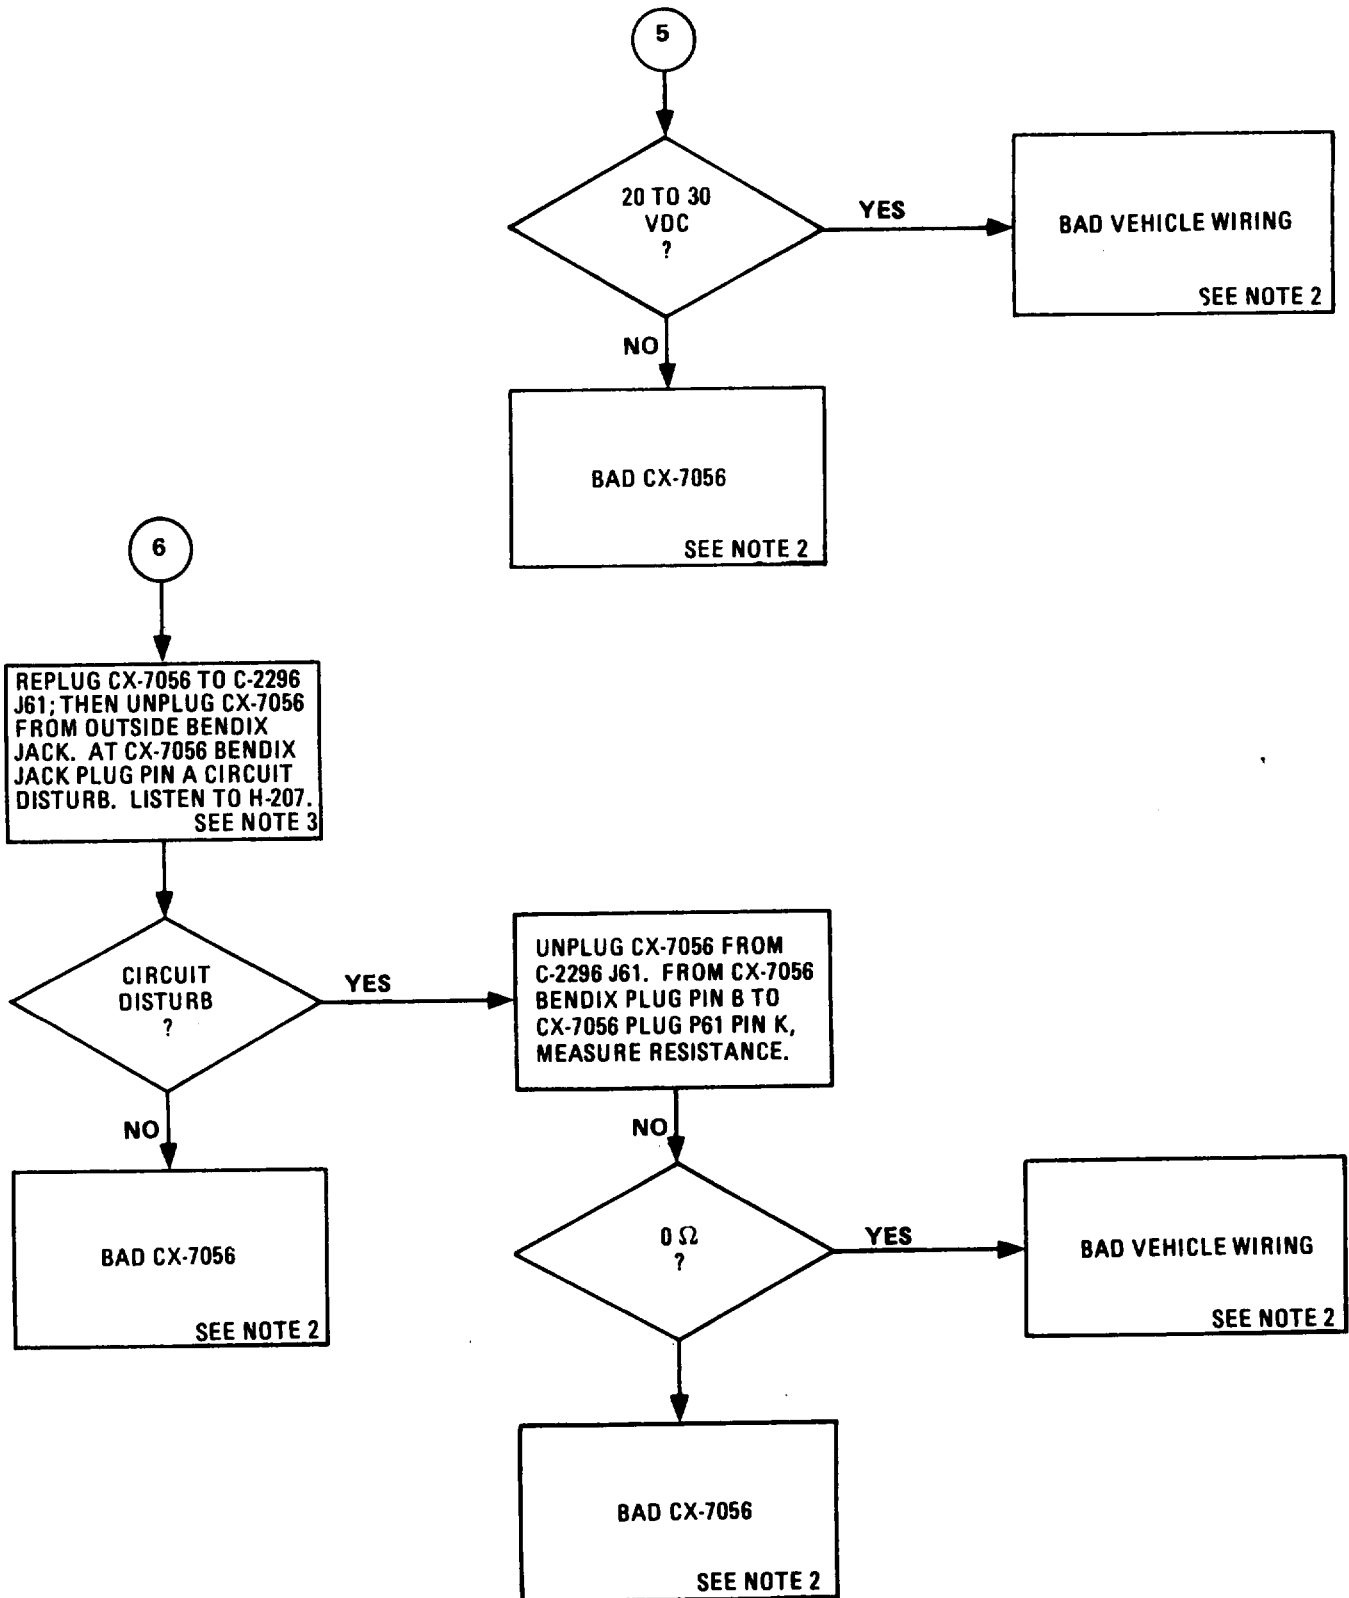 5
20 TO 30
VDC
?
YES
BAD VEHICLE WIRING
SEE NOTE 2
NO
BAD CX-7056
SEE NOTE 2
6
REPLUG CX-7056 TO C-2296
J61; THEN UNPLUG CX-7056
FROM OUTSIDE BENDIX
JACK. AT CX-7056 BENDIX
JACK PLUG PIN A CIRCUIT
DISTURB. LISTEN TO H-207.
SEE NOTE 3
CIRCUIT
DISTURB
?
YES
UNPLUG CX-7056 FROM
C-2296 J61. FROM CX-7056
BENDIX PLUG PIN B TO
CX-7056 PLUG P61 PIN K,
MEASURE RESISTANCE.
NO
BAD CX-7056
SEE NOTE 2
NO
0 Ω
?
YES
BAD VEHICLE WIRING
SEE NOTE 2
BAD CX-7056
SEE NOTE 2